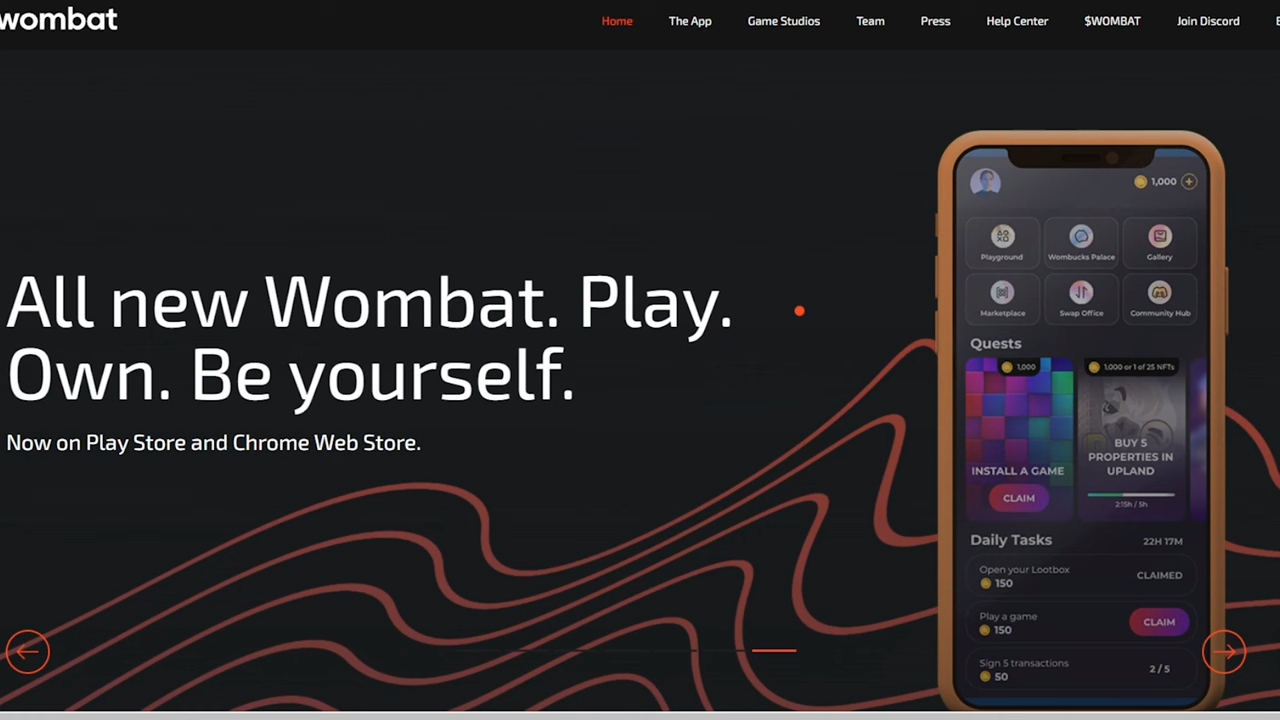 wombat
Home The App Game Studios Team Press Help Center $WOMBAT Join Discord
All new Wombat. Play.
Own. Be yourself.
Now on Play Store and Chrome Web Store.
1,000
Playground Wombucks Palace Gallery
Marketplace Swap Office Community Hub
Quests
1,000
INSTALL A GAME
CLAIM
1,000 or 1 of 25 NFTs
BUY 5
PROPERTIES IN
UPLAND
2:15h / 5h
Daily Tasks 22H 17M
Open your Lootbox
150
CLAIMED
Play a game
150
CLAIM
Sign 5 transactions
50
2 / 5